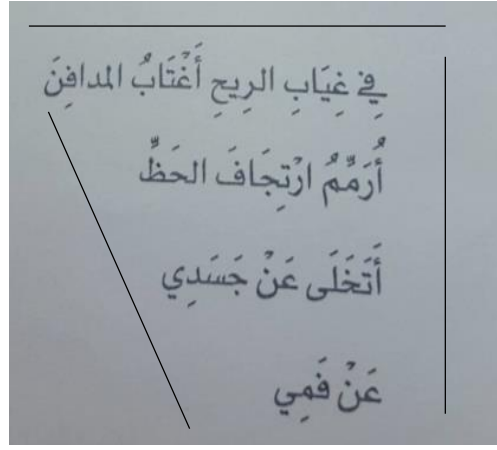 فِي غِيَابِ الرِيحِ أَغْتَابُ المدافِنَ
أُرَمِّمُ ارْتِجَافَ الحَظِّ
أَتَخَلَى عَنْ جَسَدِي
عَنْ فَمِي